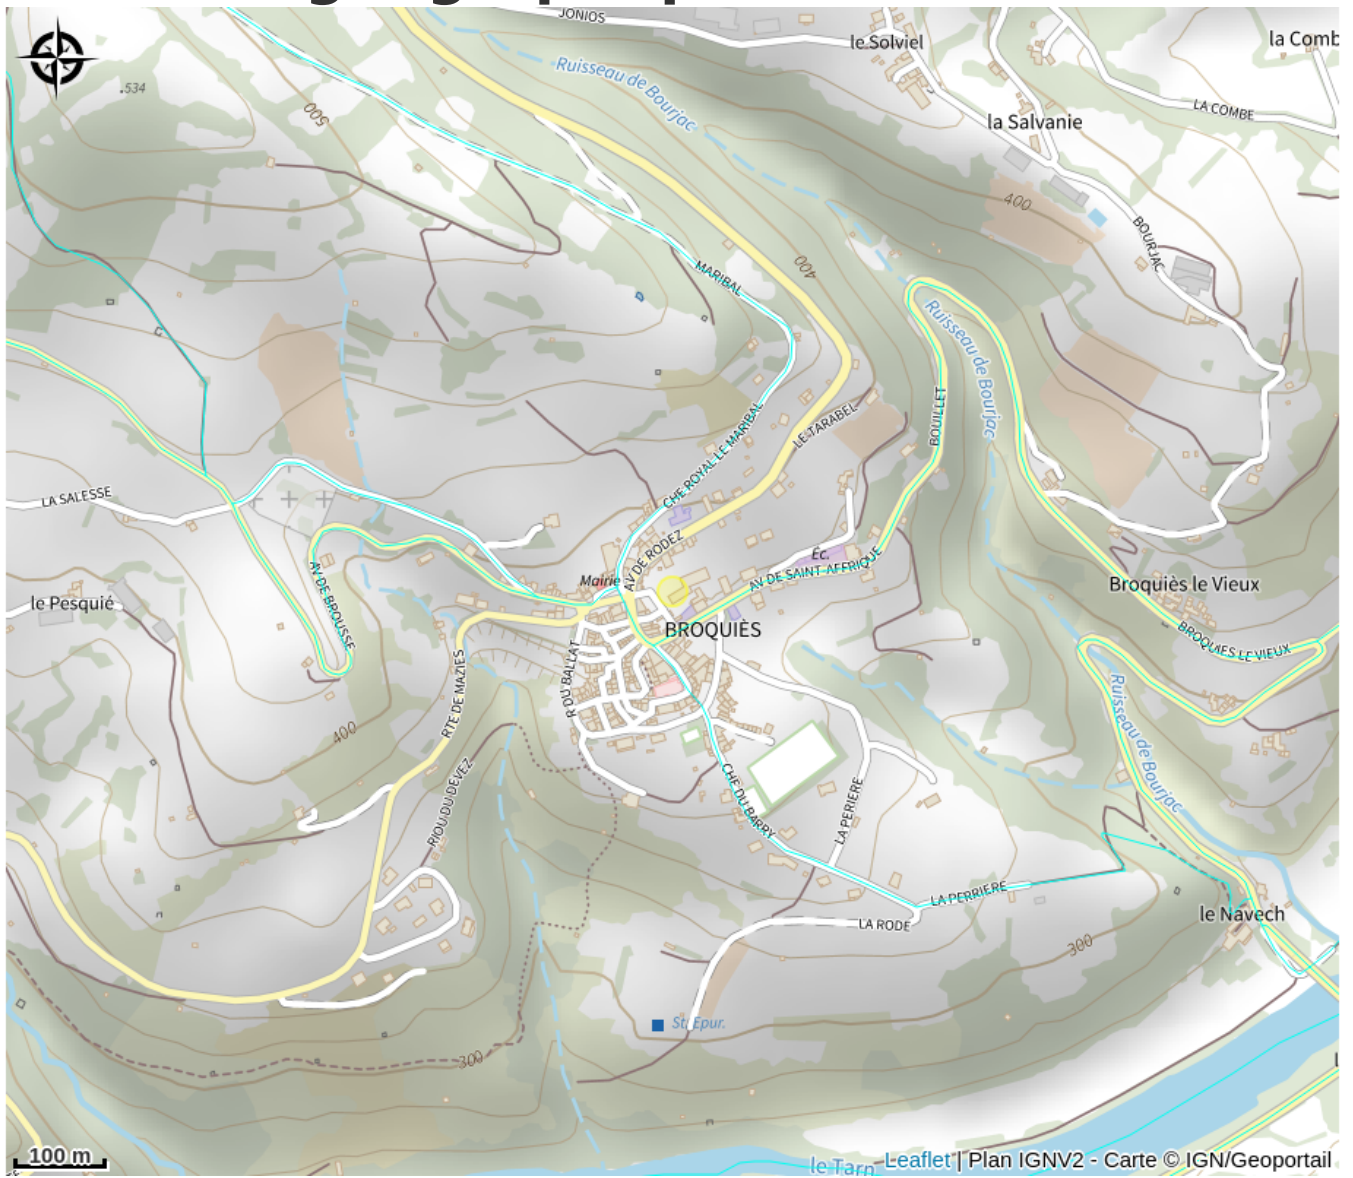 JONIOS
le Solviel
la Comb
Ruisseau de Bourjac
.534
500
LA COMBE
la Salvanie
400
BOURJAC
MARIBAL
400
Ruisseau de Bourjac
BOUILLET
LE TARABEL
CHE ROYAL LE MARIBAL
LA SALESSE
AV DE RODEZ
Éc.
AV DE SAINT-AFFRIQUE
Mairie
AV DE BROUSSE
le Pesquié
Broquiès le Vieux
BROQUIÈS
BROQUIES LE VIEUX
R DU BALLAT
RTE DE MAZIES
400
Ruisseau de Bourjac
RIOU DU DEVEZ
CHE DU BARRY
LA PERIERE
LA PERRIERE
le Navech
LA RODE
300
St. Epur.
300
100 m
le Tarn
Leaflet | Plan IGNV2 - Carte © IGN/Geoportail